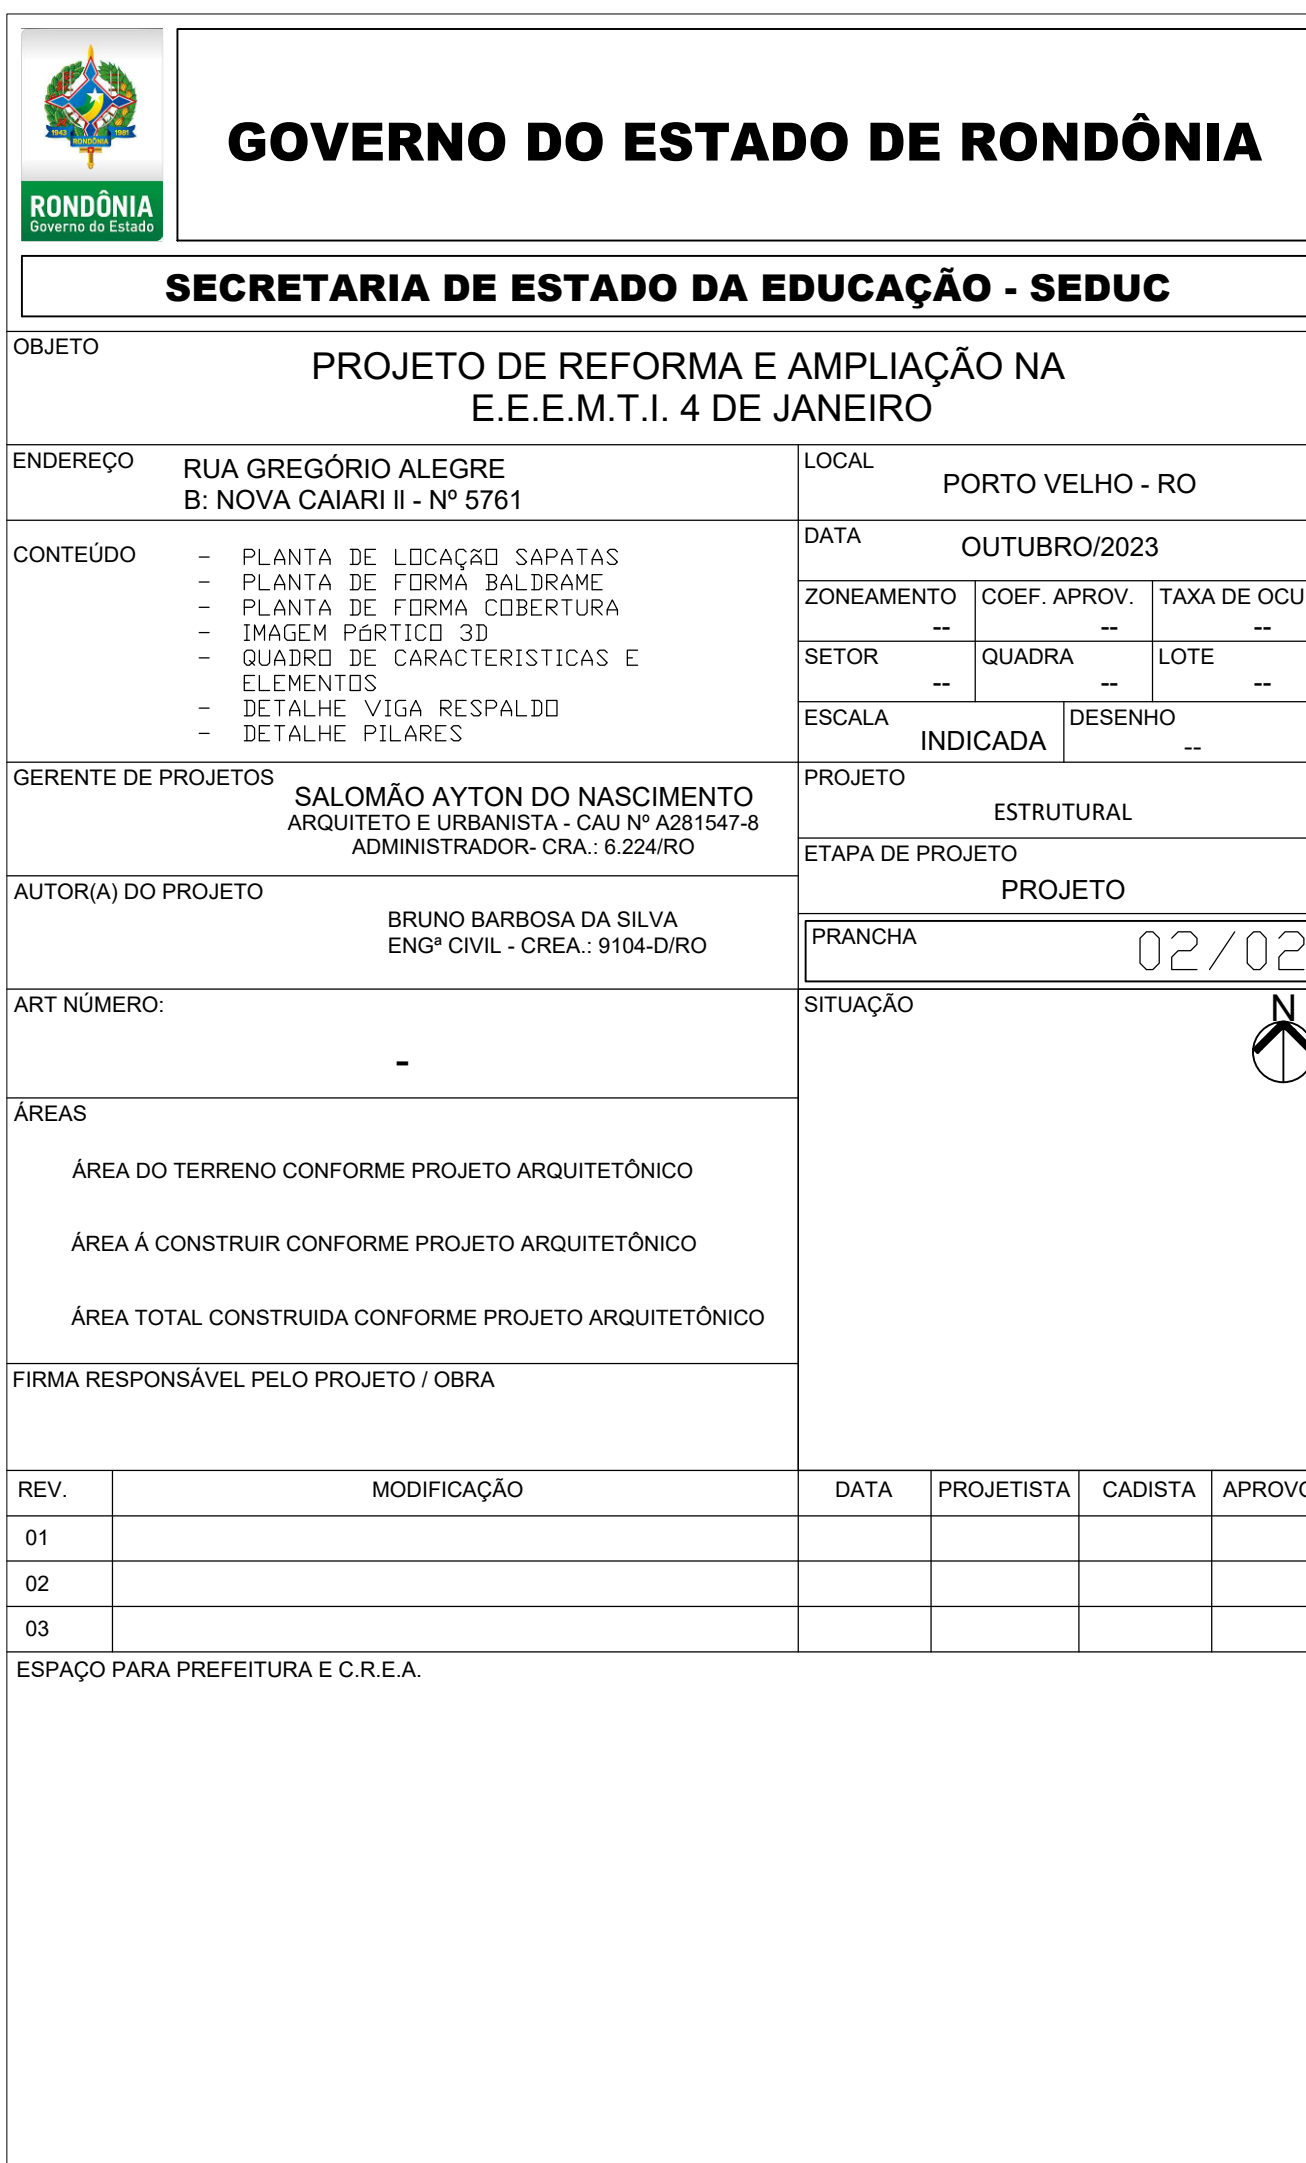 1943 1981
RONDÔNIA
RONDÔNIA
Governo do Estado
GOVERNO DO ESTADO DE RONDÔNIA
SECRETARIA DE ESTADO DA EDUCAÇÃO - SEDUC
OBJETO
PROJETO DE REFORMA E AMPLIAÇÃO NA
E.E.E.M.T.I. 4 DE JANEIRO
ENDEREÇO
RUA GREGÓRIO ALEGRE
B: NOVA CAIARI II - Nº 5761
LOCAL
PORTO VELHO - RO
CONTEÚDO
- PLANTA DE LOCAÇÃO SAPATAS
- PLANTA DE FORMA BALDRAME
- PLANTA DE FORMA COBERTURA
- IMAGEM PóRTICO 3D
- QUADRO DE CARACTERISTICAS E
ELEMENTOS
- DETALHE VIGA RESPALDO
- DETALHE PILARES
DATA
OUTUBRO/2023
ZONEAMENTO COEF. APROV. TAXA DE OCU
-- -- --
SETOR QUADRA LOTE
-- -- --
ESCALA DESENHO
INDICADA --
GERENTE DE PROJETOS
SALOMÃO AYTON DO NASCIMENTO
ARQUITETO E URBANISTA - CAU Nº A281547-8
ADMINISTRADOR- CRA.: 6.224/RO
PROJETO
ESTRUTURAL
ETAPA DE PROJETO
PROJETO
AUTOR(A) DO PROJETO
BRUNO BARBOSA DA SILVA
ENGª CIVIL - CREA.: 9104-D/RO
PRANCHA 02/02
ART NÚMERO:
-
SITUAÇÃO
N
ÁREAS
ÁREA DO TERRENO CONFORME PROJETO ARQUITETÔNICO
ÁREA Á CONSTRUIR CONFORME PROJETO ARQUITETÔNICO
ÁREA TOTAL CONSTRUIDA CONFORME PROJETO ARQUITETÔNICO
FIRMA RESPONSÁVEL PELO PROJETO / OBRA
REV. MODIFICAÇÃO DATA PROJETISTA CADISTA APROVO
01
02
03
ESPAÇO PARA PREFEITURA E C.R.E.A.